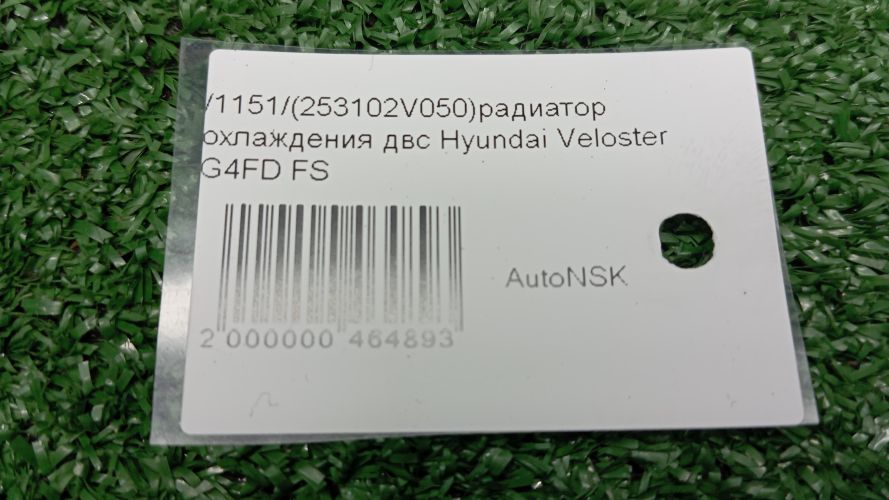 /1151/(253102V050)радиатор
охлаждения двс Hyundai Veloster
G4FD FS
AutoNSK
2 000000 464893